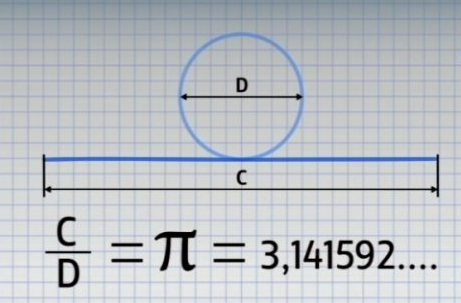 D
C
C/D = π = 3,141592....